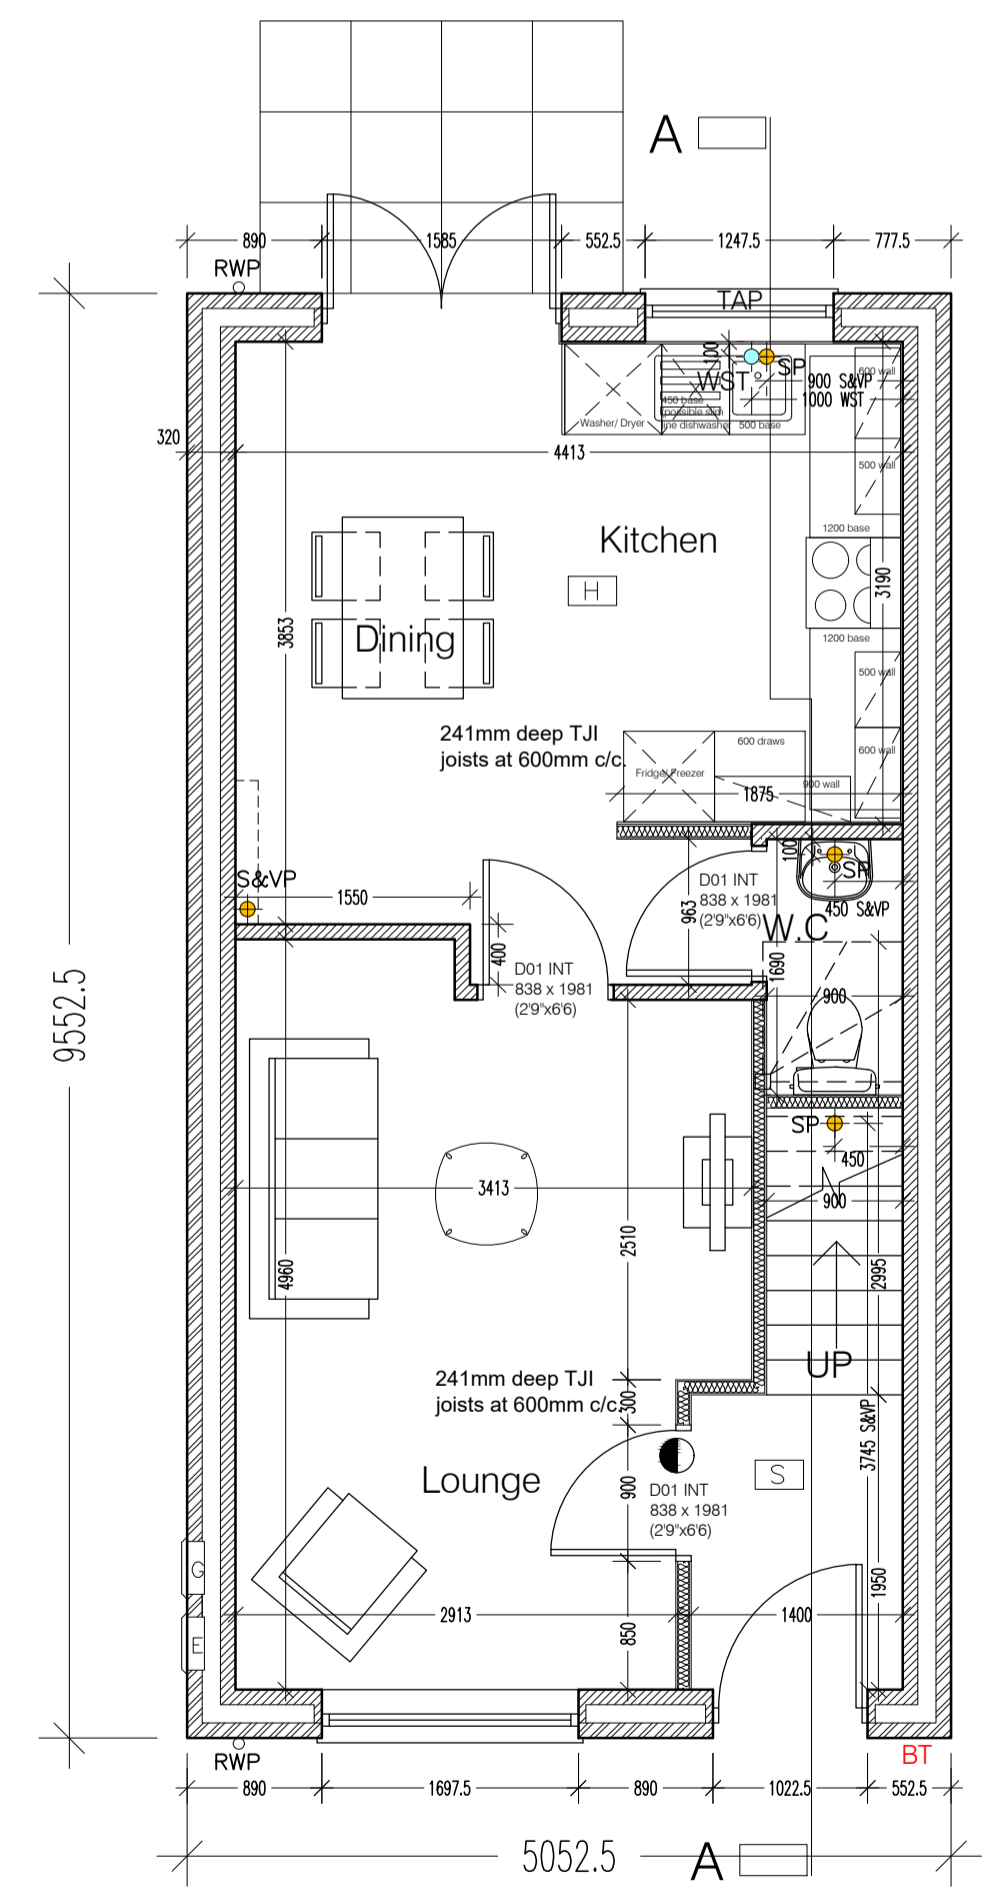 A
890
1585
552.5
1247.5
777.5
RWP
TAP
100
WST
SP
600 wall
900 S&VP
1000 WST
450 base
(possible slim
line dishwasher
500 base
Washer/ Dryer
320
4413
500 wall
1200 base
Kitchen
H
3190
3853
Dining
1200 base
500 wall
241mm deep TJI
joists at 600mm c/c.
600 draws
600 wall
Fridge/ Freezer
900 wall
1875
100
S&VP
1550
D01 INT
838 x 1981
(2'9"x6'6)
963
SP
450 S&VP
W.C
400
D01 INT
838 x 1981
(2'9"x6'6)
1690
900
9552.5
SP
450
3413
900
2510
4960
2995
UP
241mm deep TJI
joists at 600mm c/c.
300
3745 S&VP
Lounge
S
900
D01 INT
838 x 1981
(2'9"x6'6)
G
1950
2913
1400
E
850
RWP
BT
890
1697.5
890
1022.5
552.5
5052.5
A